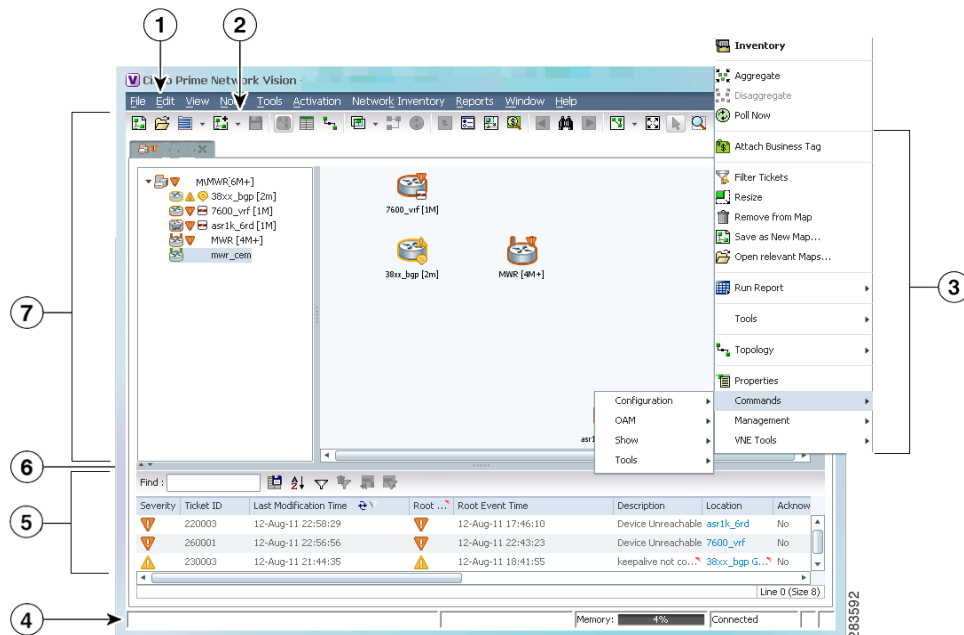 1
2
Prime Network Vision
File Edit View Tools Activation Network Inventory Reports Window Help
Inventory
Aggregate
Disaggregate
Poll Now
Attach Business Tag
Filter Tickets
Resize
Remove from Map
Save as New Map...
Open relevant Maps...
Run Report
Tools
Topology
Properties
Commands
Management
VNE Tools
3
7
38xx_bgp [2m]
7600_vrf [1M]
asr1k_6rd [1M]
MWR [4M+]
mwr_cem
7600_vrf [1M]
38xx_bgp [2m]
MWR [4M+]
Configuration
OAM
Show
Tools
6
5
Find :
Severity Ticket ID Last Modification Time Root ... Root Event Time Description Location Acknow
220003 12-Aug-11 22:58:29 12-Aug-11 17:46:10 Device Unreachable asr1k_6rd No
260001 12-Aug-11 22:56:56 12-Aug-11 22:43:23 Device Unreachable 7600_vrf No
230003 12-Aug-11 21:44:35 12-Aug-11 18:41:55 keepalive not co... 38xx_bgp G... No
Line 0 (Size 8)
4
Memory: 4% Connected
283592